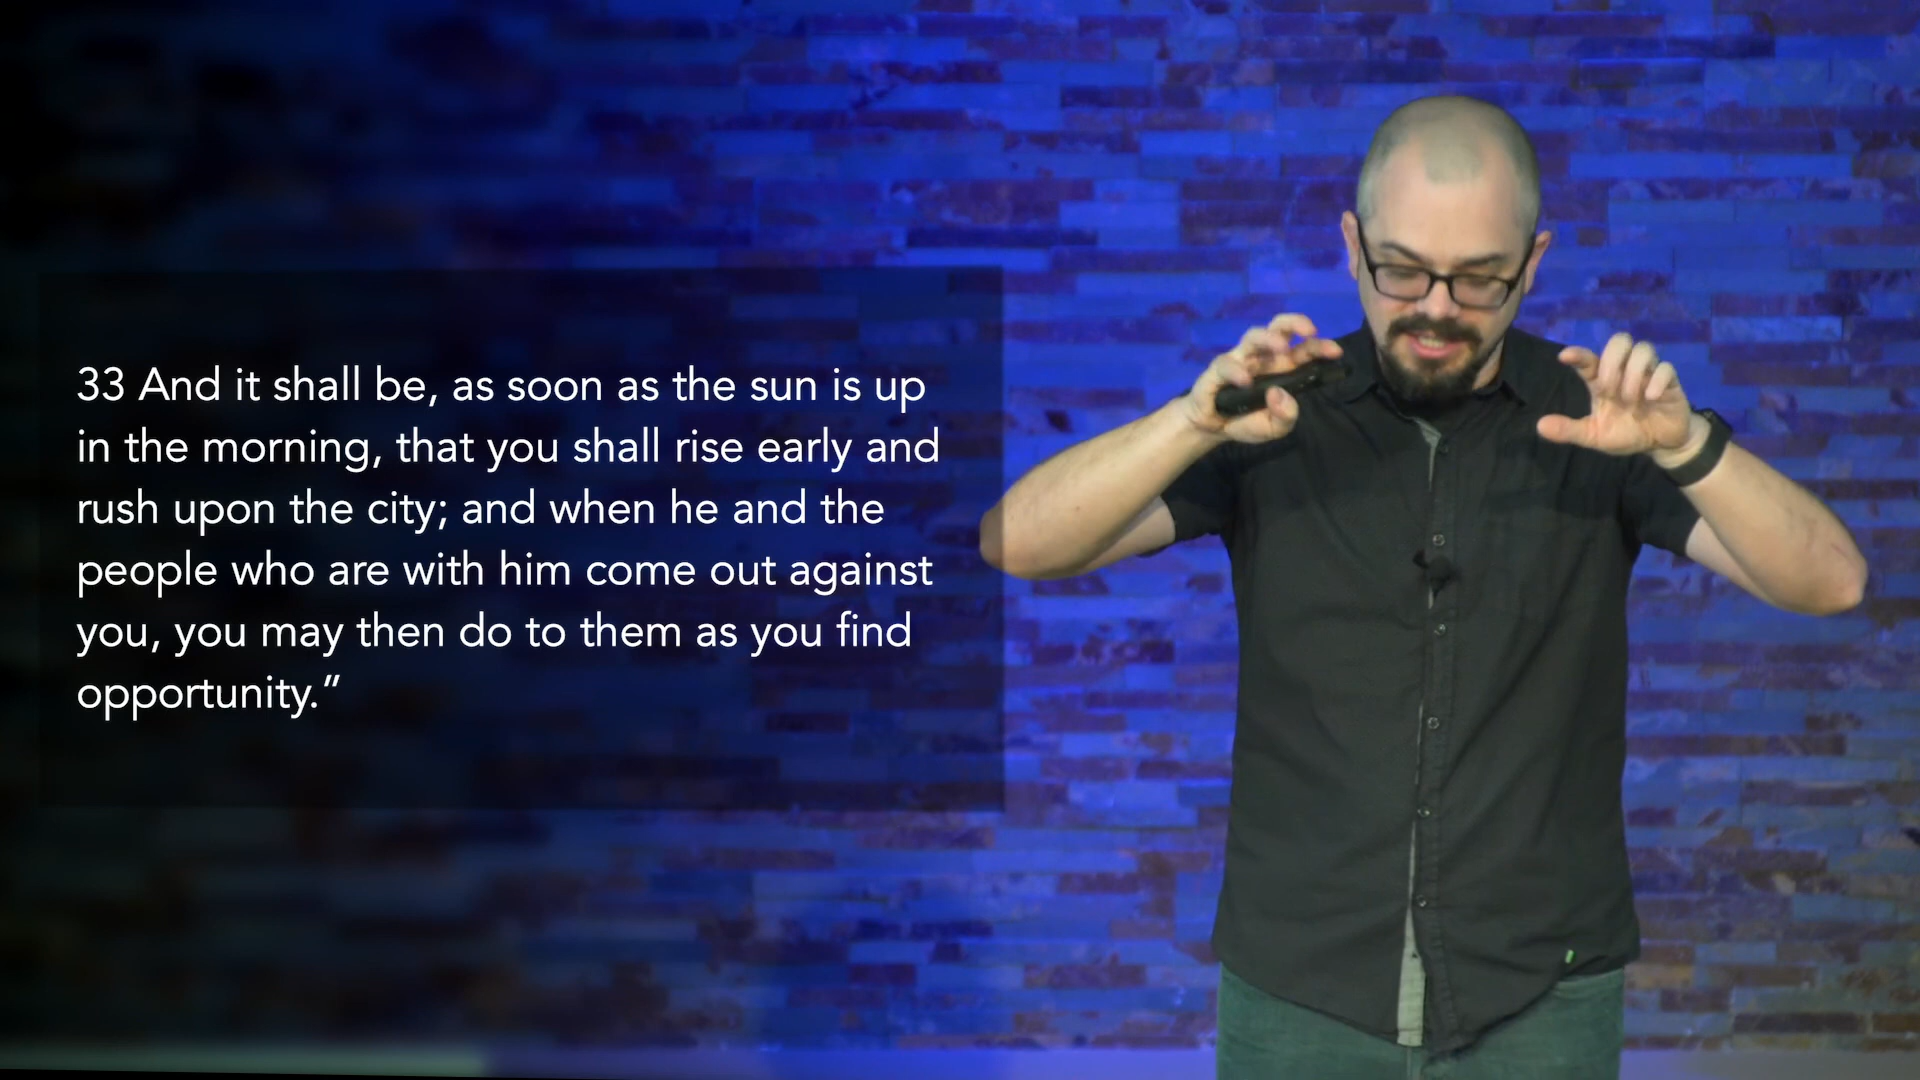 33 And it shall be, as soon as the sun is up
in the morning, that you shall rise early and
rush upon the city; and when he and the
people who are with him come out against
you, you may then do to them as you find
opportunity.”